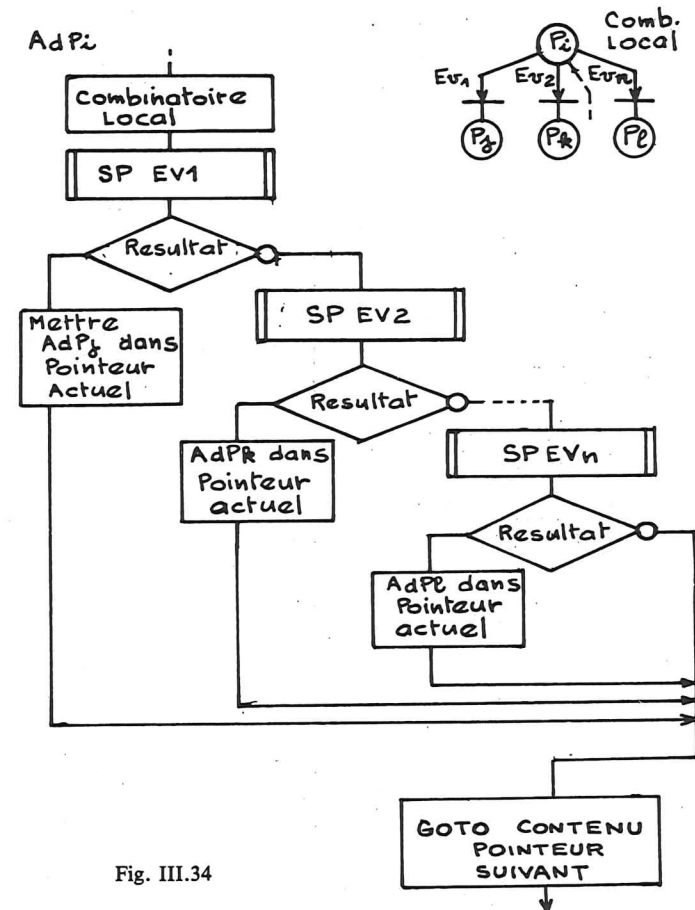 AdPi
Combinatoire
Local
SP EV1
Resultat
Mettre
AdPj dans
Pointeur
Actuel
SP EV2
Resultat
AdPk dans
Pointeur
actuel
SP EVn
Resultat
AdPl dans
Pointeur
actuel
GOTO CONTENU
POINTEUR
SUIVANT
Comb.
Local
Pi
Ev1 Ev2 Evn
Pj Pk Pl
Fig. III.34